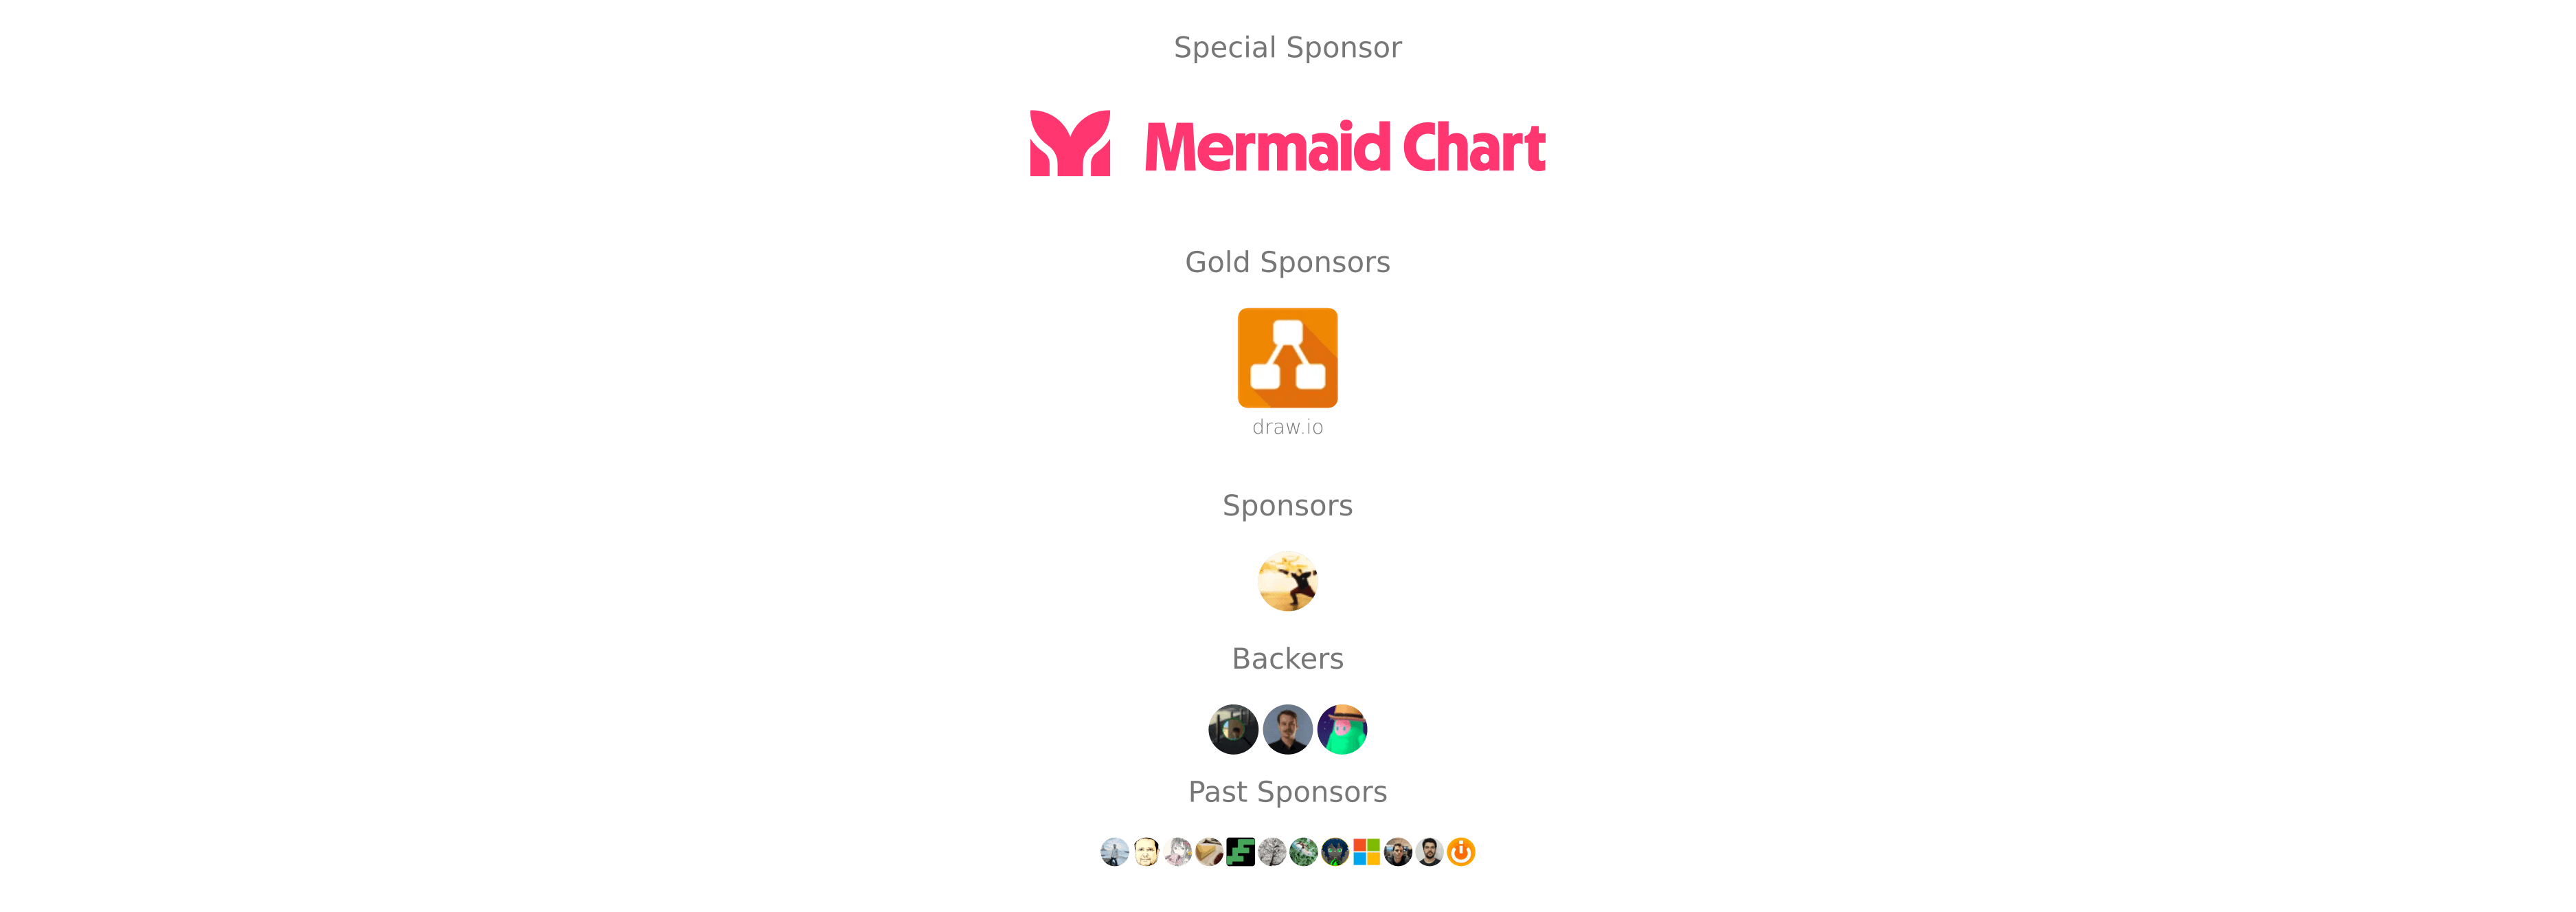 Special Sponsor
Mermaid Chart
Gold Sponsors
draw.io
Sponsors
Backers
Past Sponsors